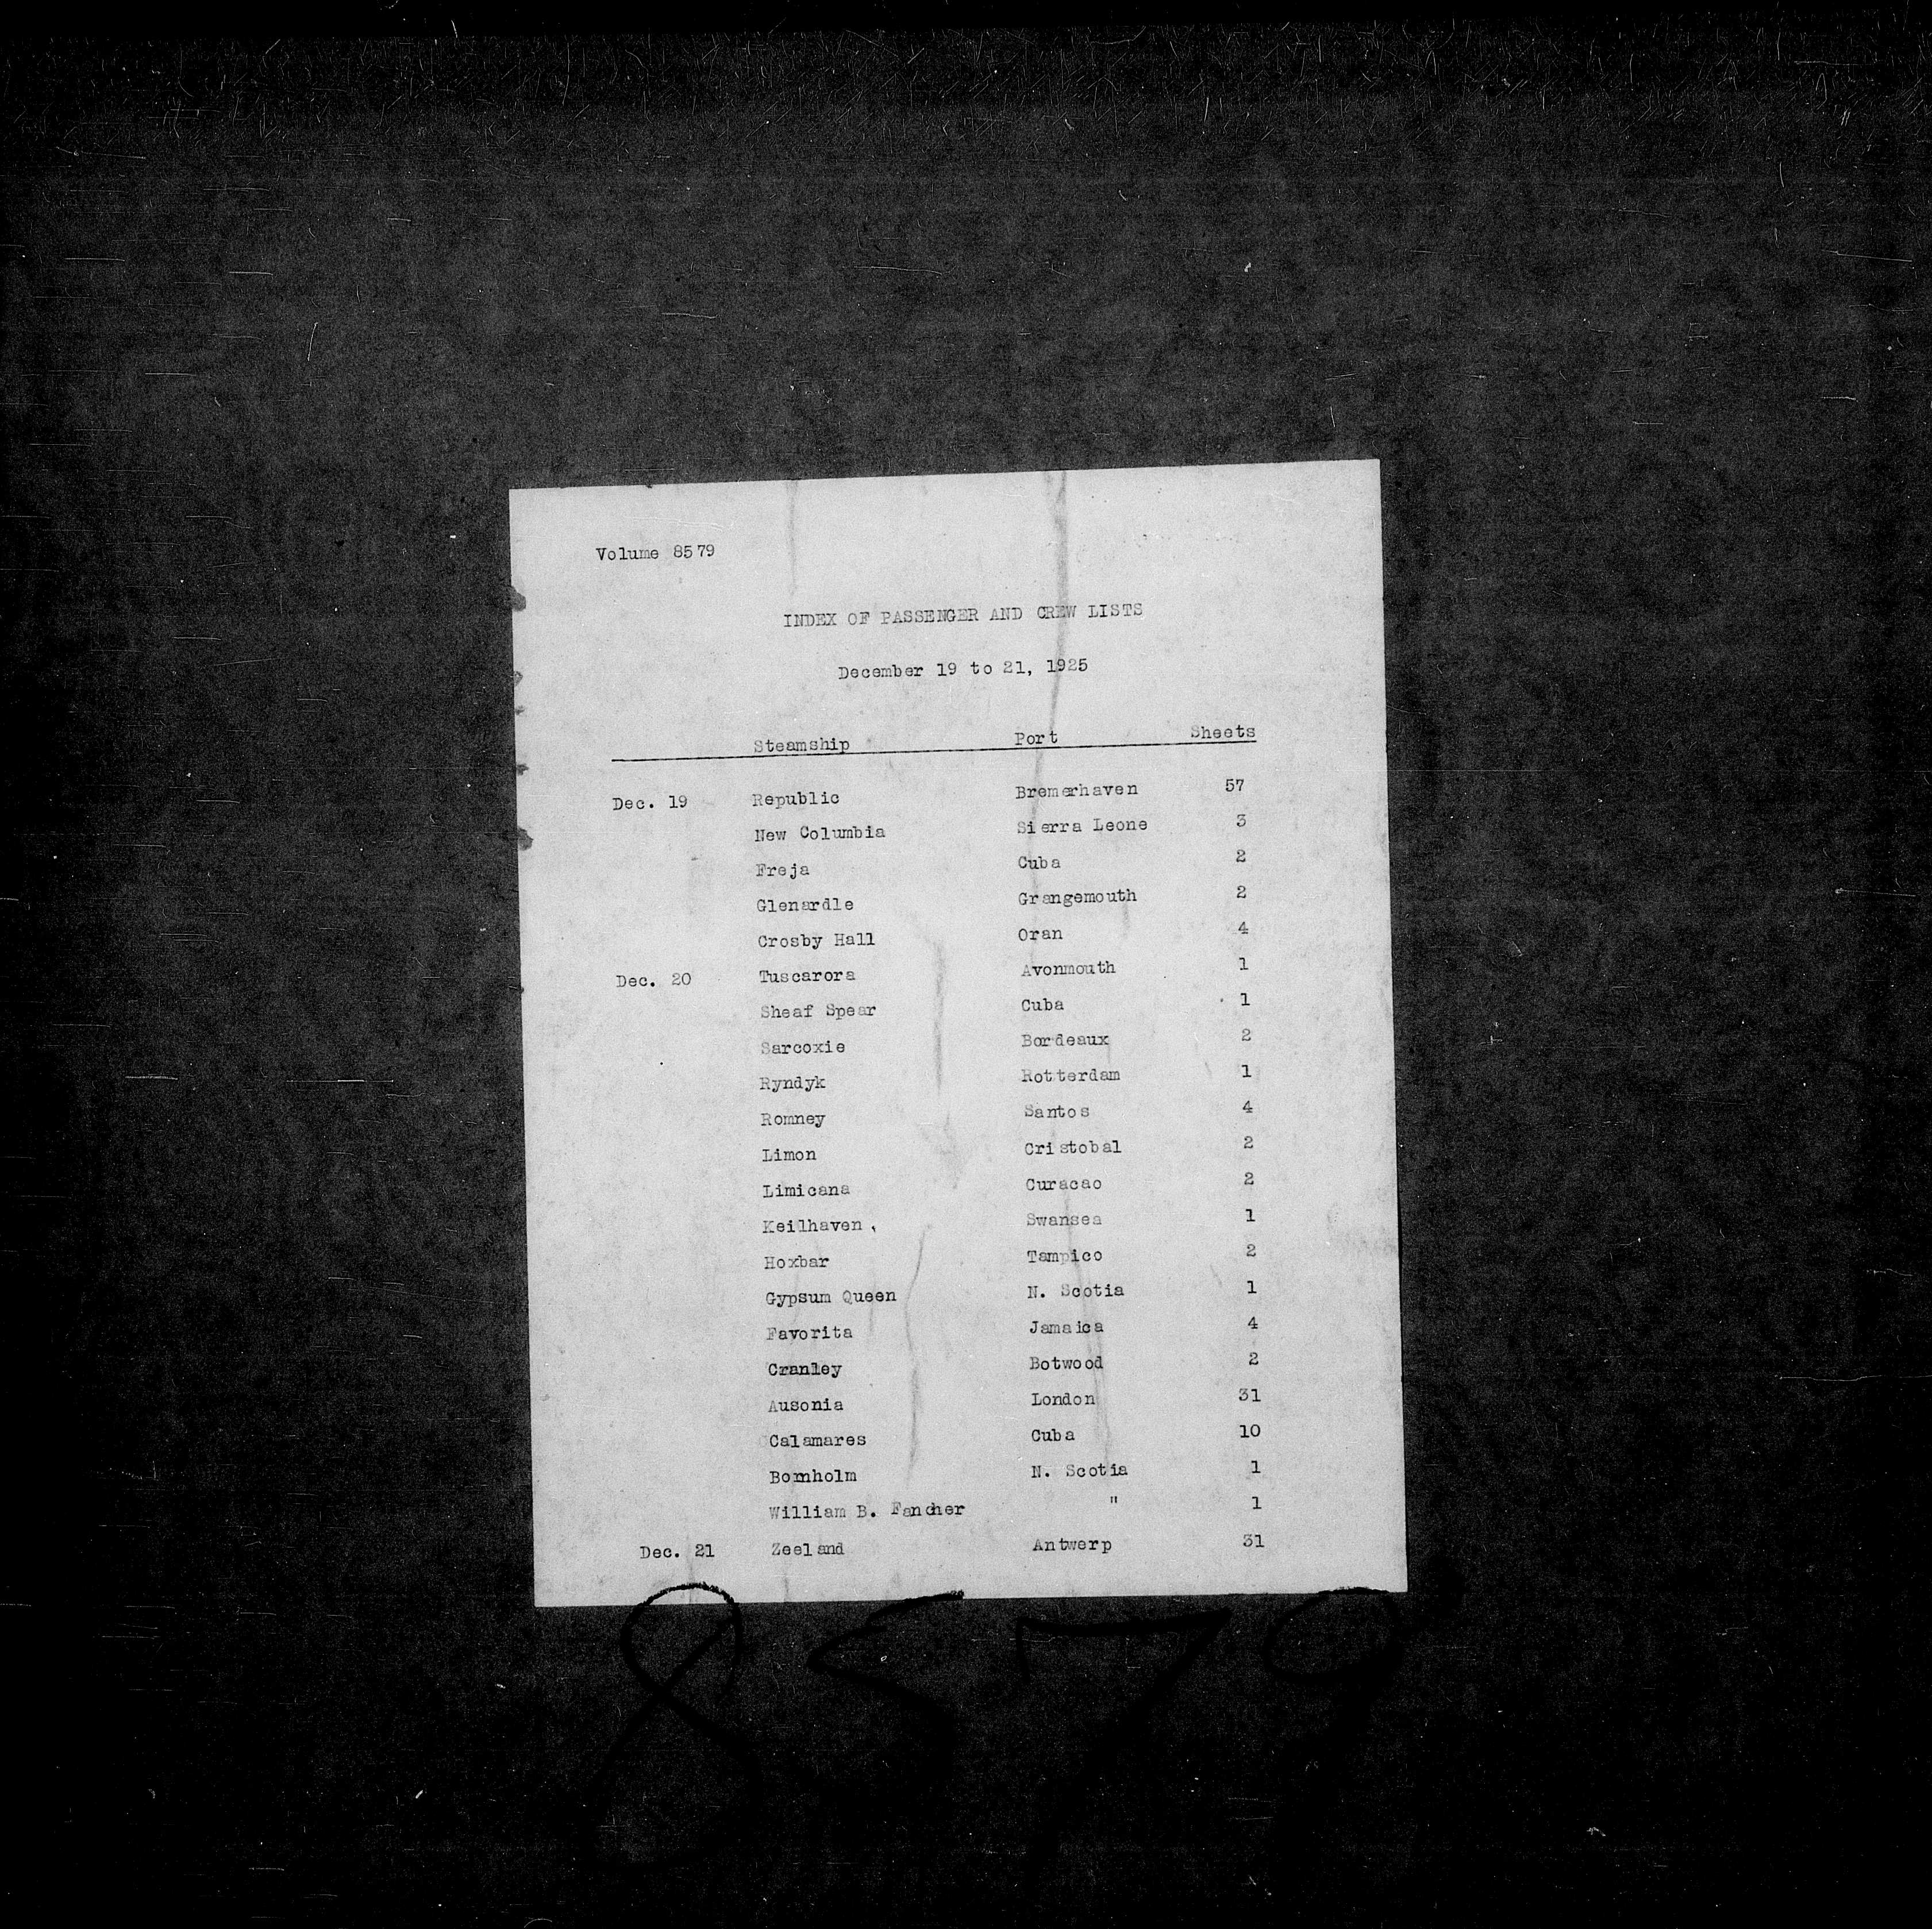 Volume 8579
INDEX OF PASSENGER AND CREW LISTS
December 19 to 21, 1925
Steamship Port Sheets
Dec. 19 Republic Bremerhaven 57
New Columbia Sierra Leone 3
Freja Cuba 2
Glenardle Grangemouth 2
Crosby Hall Oran 4
Dec. 20 Tuscarora Avonmouth 1
Sheaf Spear Cuba 1
Sarcoxie Bordeaux 2
Ryndyk Rotterdam 1
Romney Santos 4
Limon Cristobal 2
Limicana Curacao 2
Keilhaven Swansea 1
Hoxbar Tampico 2
Gypsum Queen N. Scotia 1
Favorita Jamaica 4
Cranley Botwood 2
Ausonia London 31
Calamares Cuba 10
Bornholm N. Scotia 1
William B. Fancher " 1
Dec. 21 Zeeland Antwerp 31
8579